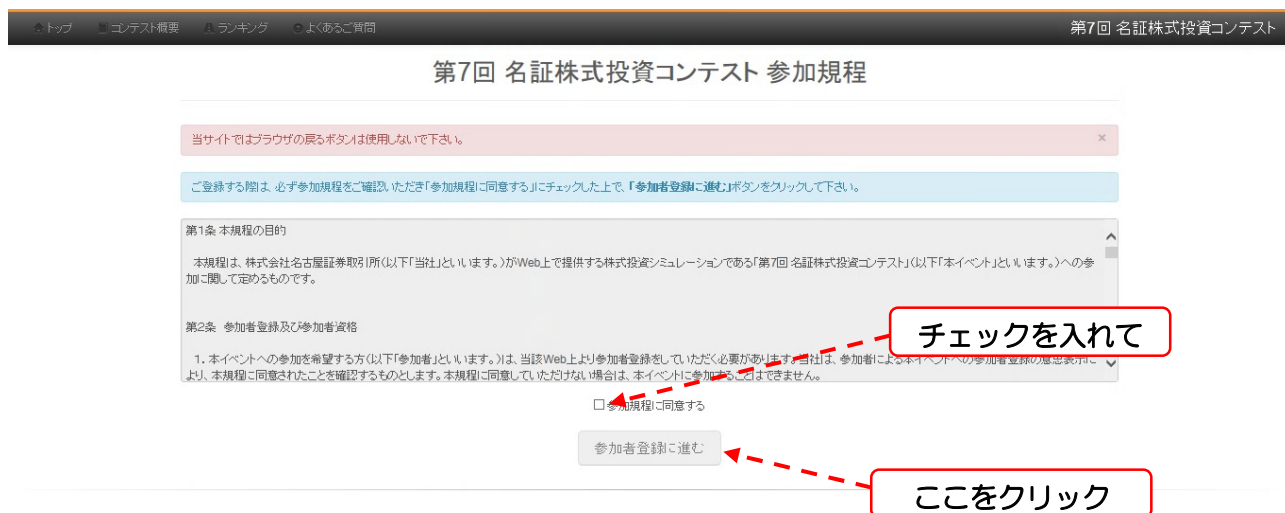 トップ コンテスト概要 ランキング よくあるご質問 第7回 名証株式投資コンテスト
第7回 名証株式投資コンテスト 参加規程
当サイトではブラウザの戻るボタンは使用しないで下さい。 ×
ご登録する際は、必ず参加規程をご確認いただき「参加規程に同意する」にチェックした上で、「参加者登録に進む」ボタンをクリックして下さい。
第1条 本規程の目的
本規程は、株式会社名古屋証券取引所(以下「当社」といいます。)がWeb上で提供する株式投資シミュレーションである「第7回 名証株式投資コンテスト」(以下「本イベント」といいます。)への参
加に関して定めるものです。
第2条 参加者登録及び参加者資格
チェックを入れて
1. 本イベントへの参加を希望する方(以下「参加者」といいます。)は、当該Web上より参加者登録をしていただく必要があります。当社は、参加者による本イベントへの参加者登録の意思表示に
より、本規程に同意されたことを確認するものとします。本規程に同意していただけない場合は、本イベントに参加することはできません。
参加規程に同意する
参加者登録に進む
ここをクリック